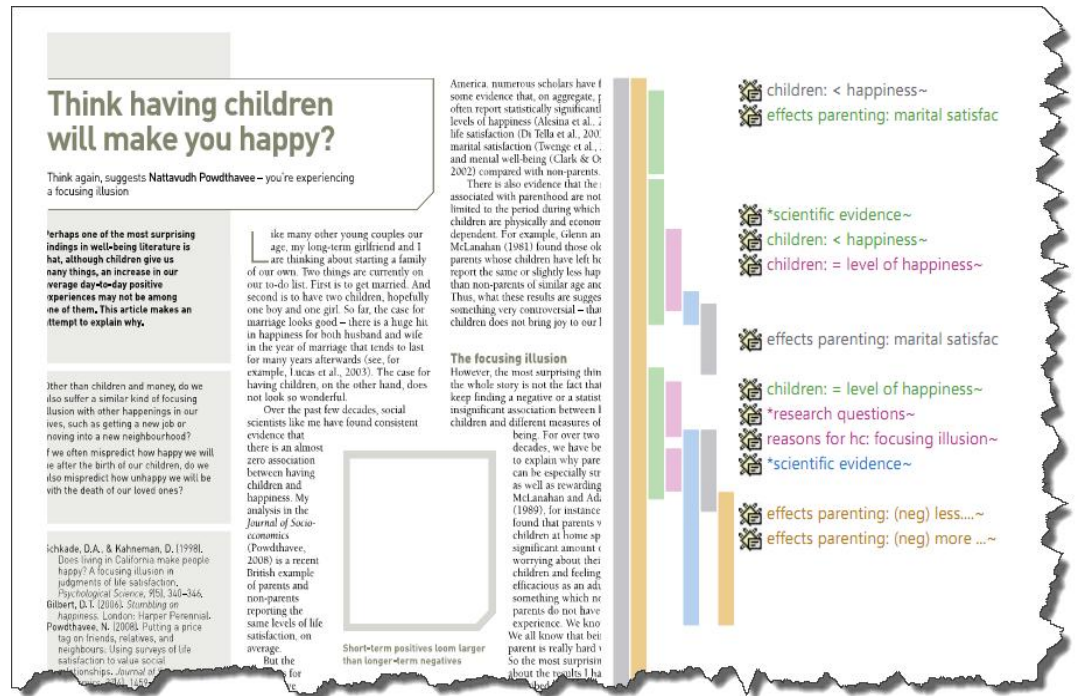 Think having children
will make you happy?
Think again, suggests Nattavudh Powdthavee – you're experiencing
a focusing illusion
Perhaps one of the most surprising
findings in well-being literature is
that, although children give us
many things, an increase in our
average day-to-day positive
experiences may not be among
one of them. This article makes an
attempt to explain why.
Other than children and money, do we
also suffer a similar kind of focusing
illusion with other happenings in our
lives, such as getting a new job or
moving into a new neighbourhood?
If we often mispredict how happy we will
be after the birth of our children, do we
also mispredict how unhappy we will be
with the death of our loved ones?
Schkade, D.A., & Kahneman, D. (1998).
Does living in California make people
happy? A focusing illusion in
judgments of life satisfaction.
Psychological Science, 9(5), 340–346.
Gilbert, D.T. (2006). Stumbling on
happiness. London: Harper Perennial.
Powdthavee, N. (2008). Putting a price
tag on friends, relatives, and
neighbours: Using surveys of life
satisfaction to value social
relationships. Journal of
Like many other young couples our
age, my long-term girlfriend and I
are thinking about starting a family
of our own. Two things are currently on
our to-do list. First is to get married. And
second is to have two children, hopefully
one boy and one girl. So far, the case for
marriage looks good – there is a huge hit
in happiness for both husband and wife
in the year of marriage that tends to last
for many years afterwards (see, for
example, Lucas et al., 2003). The case for
having children, on the other hand, does
not look so wonderful.
Over the past few decades, social
scientists like me have found consistent
evidence that
there is an almost
zero association
between having
children and
happiness. My
analysis in the
Journal of Socio-
economics
(Powdthavee,
2008) is a recent
British example
of parents and
non-parents
reporting the
same levels of life
satisfaction, on
average.
But the
for
Short-term positives loom larger
than longer-term negatives
America, numerous scholars have f
some evidence that, on aggregate, p
often report statistically significantl
levels of happiness (Alesina et al., 2
life satisfaction (Di Tella et al., 200
marital satisfaction (Twenge et al.,
and mental well-being (Clark & O
2002) compared with non-parents.
There is also evidence that the
associated with parenthood are not
limited to the period during which
children are physically and econom
dependent. For example, Glenn an
McLanahan (1981) found those old
parents whose children have left ho
report the same or slightly less hap
than non-parents of similar age and
Thus, what these results are sugges
something very controversial – tha
children does not bring joy to our l
The focusing illusion
However, the most surprising thin
the whole story is not the fact that
keep finding a negative or a statist
insignificant association between h
children and different measures of
being. For over two
decades, we have be
to explain why pare
can be especially str
as well as rewarding
McLanahan and Ada
(1989), for instance
found that parents w
children at home sp
significant amount o
worrying about thei
children and feeling
efficacious as an adu
something which no
parents do not have
experience. We kno
We all know that bei
parent is really hard
So the most surprisin
about the results I ha
children: < happiness~
effects parenting: marital satisfac
*scientific evidence~
children: < happiness~
children: = level of happiness~
effects parenting: marital satisfac
children: = level of happiness~
*research questions~
reasons for hc: focusing illusion~
*scientific evidence~
effects parenting: (neg) less....~
effects parenting: (neg) more ...~